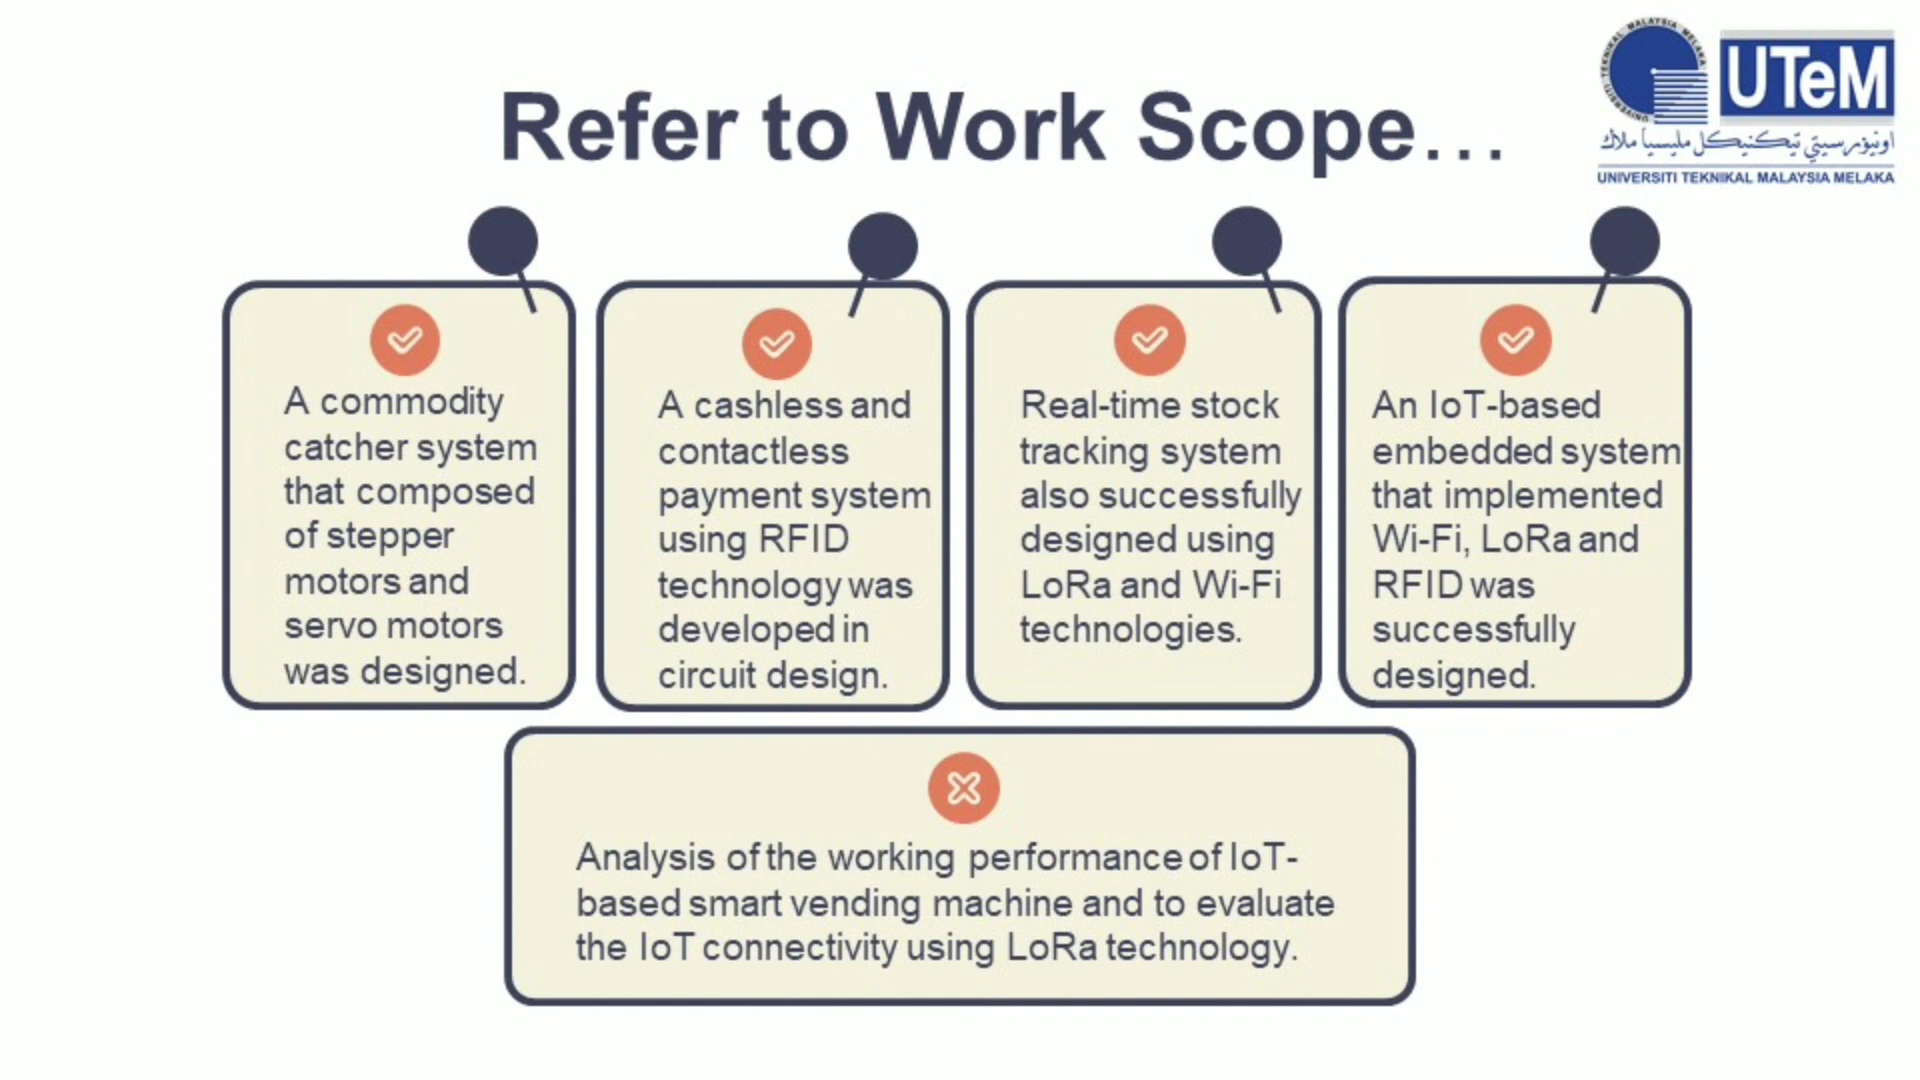 Refer to Work Scope...
UTeM
اونيۏرسيتي تيكنيكل مليسيا ملاك
UNIVERSITI TEKNIKAL MALAYSIA MELAKA
A commodity
catcher system
that composed
of stepper
motors and
servo motors
was designed.
A cashless and
contactless
payment system
using RFID
technology was
developed in
circuit design.
Real-time stock
tracking system
also successfully
designed using
LoRa and Wi-Fi
technologies.
An IoT-based
embedded system
that implemented
Wi-Fi, LoRa and
RFID was
successfully
designed.
Analysis of the working performance of IoT-
based smart vending machine and to evaluate
the IoT connectivity using LoRa technology.